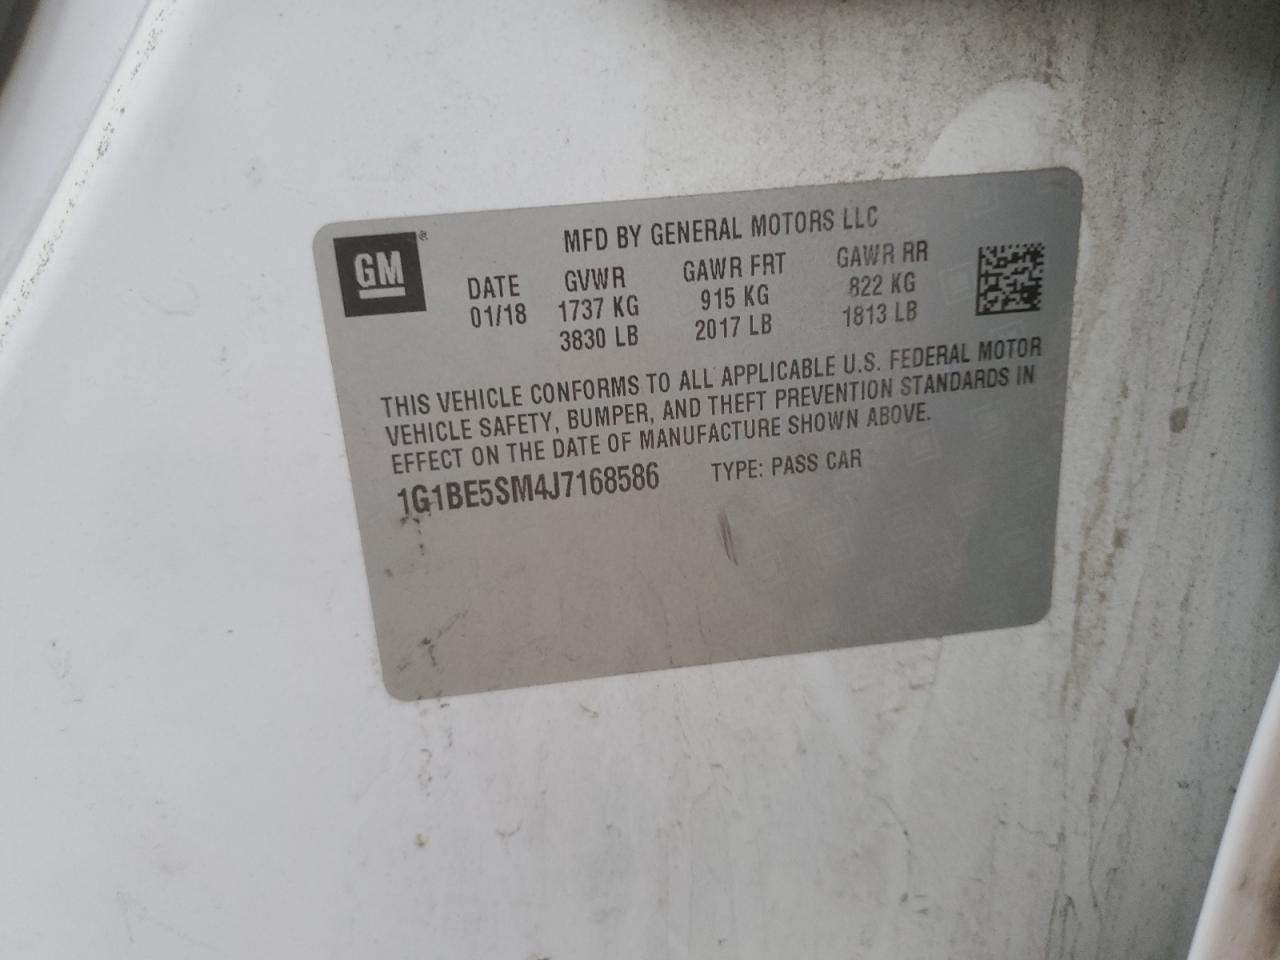 GM
MFD BY GENERAL MOTORS LLC
DATE GVWR GAWR FRT GAWR RR
01/18 1737 KG 915 KG 822 KG
3830 LB 2017 LB 1813 LB
THIS VEHICLE CONFORMS TO ALL APPLICABLE U.S. FEDERAL MOTOR
VEHICLE SAFETY, BUMPER, AND THEFT PREVENTION STANDARDS IN
EFFECT ON THE DATE OF MANUFACTURE SHOWN ABOVE.
1G1BE5SM4J7168586 TYPE: PASS CAR